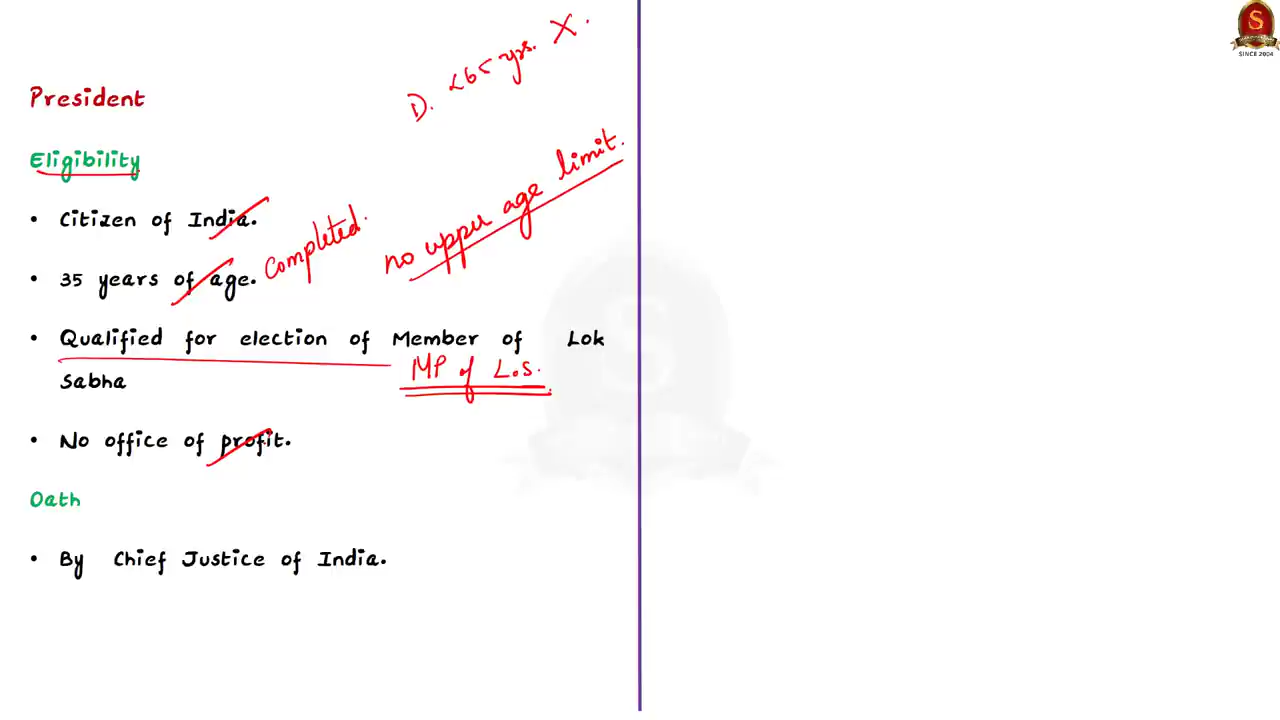 S
SINCE 2004
D. <65 yrs. X.
President
Eligibility
no upper age limit.
• Citizen of India.
completed.
• 35 years of age.
• Qualified for election of Member of Lok
MP of L.S.
Sabha
• No office of profit.
Oath
• By Chief Justice of India.